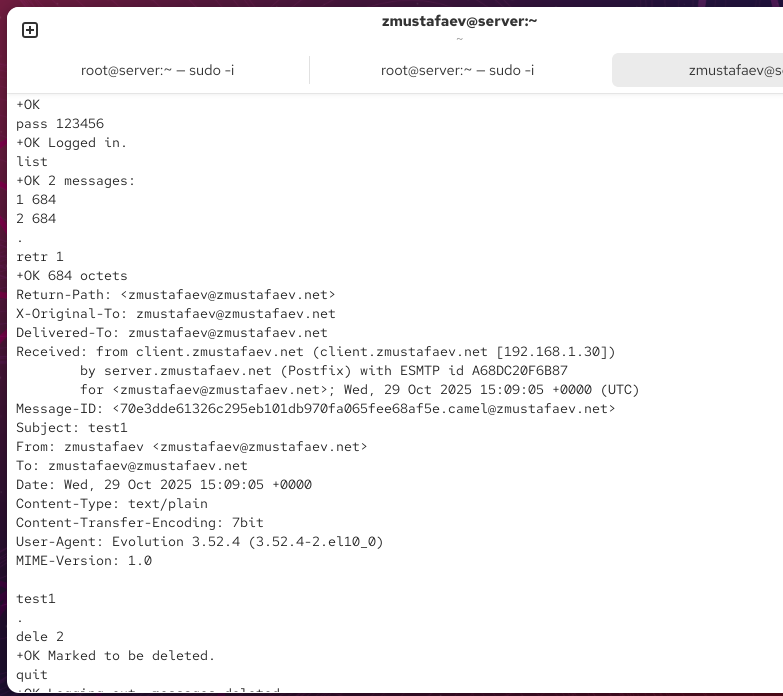 zmustafaev@server:~
~
root@server:~ — sudo -i
root@server:~ — sudo -i
zmustafaev@s
+OK
pass 123456
+OK Logged in.
list
+OK 2 messages:
1 684
2 684
.
retr 1
+OK 684 octets
Return-Path: <zmustafaev@zmustafaev.net>
X-Original-To: zmustafaev@zmustafaev.net
Delivered-To: zmustafaev@zmustafaev.net
Received: from client.zmustafaev.net (client.zmustafaev.net [192.168.1.30])
        by server.zmustafaev.net (Postfix) with ESMTP id A68DC20F6B87
        for <zmustafaev@zmustafaev.net>; Wed, 29 Oct 2025 15:09:05 +0000 (UTC)
Message-ID: <70e3dde61326c295eb101db970fa065fee68af5e.camel@zmustafaev.net>
Subject: test1
From: zmustafaev <zmustafaev@zmustafaev.net>
To: zmustafaev@zmustafaev.net
Date: Wed, 29 Oct 2025 15:09:05 +0000
Content-Type: text/plain
Content-Transfer-Encoding: 7bit
User-Agent: Evolution 3.52.4 (3.52.4-2.el10_0)
MIME-Version: 1.0

test1
.
dele 2
+OK Marked to be deleted.
quit
+OK Logging out, messages deleted.